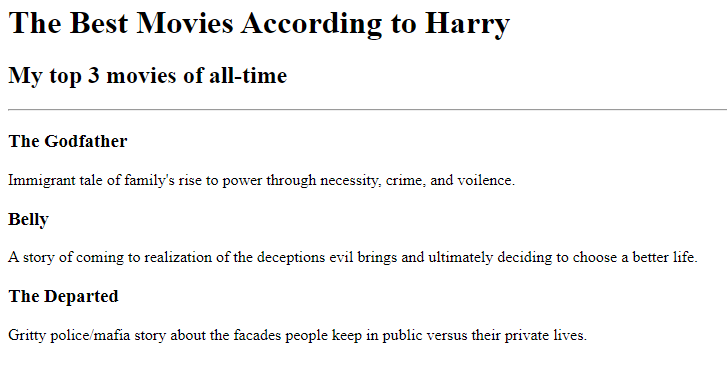 The Best Movies According to Harry
My top 3 movies of all-time
The Godfather
Immigrant tale of family's rise to power through necessity, crime, and voilence.
Belly
A story of coming to realization of the deceptions evil brings and ultimately deciding to choose a better life.
The Departed
Gritty police/mafia story about the facades people keep in public versus their private lives.